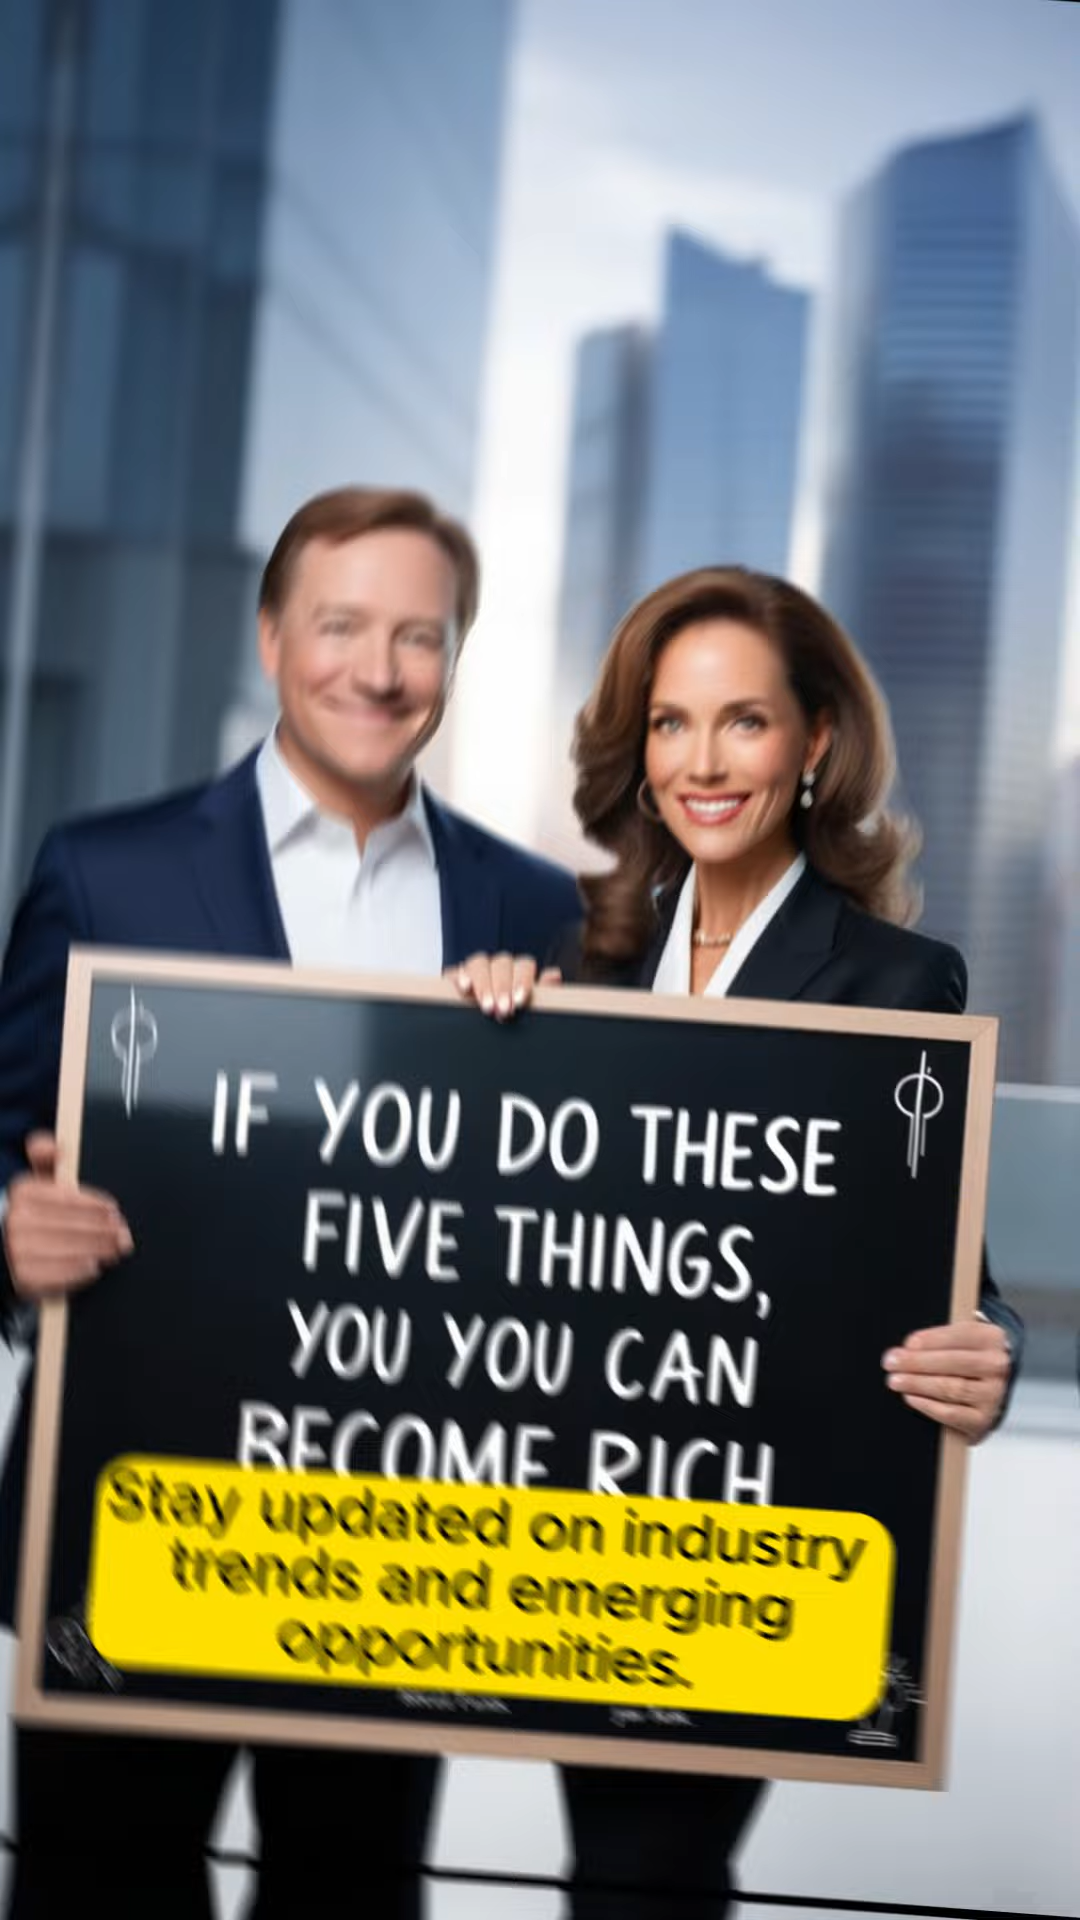 IF YOU DO THESE
FIVE THINGS,
YOU YOU CAN
BECOME RICH
Stay updated on industry
trends and emerging
opportunities.